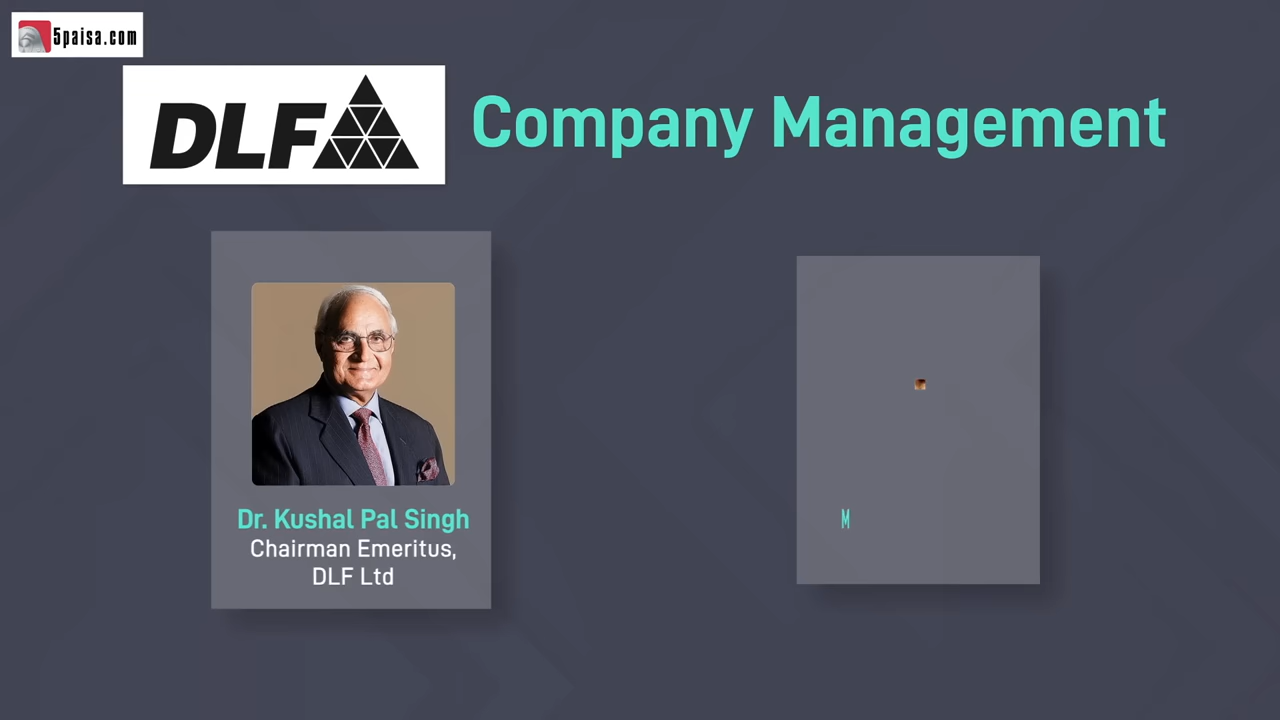 5paisa.com
DLF
Company Management
Dr. Kushal Pal Singh
Chairman Emeritus,
DLF Ltd
M